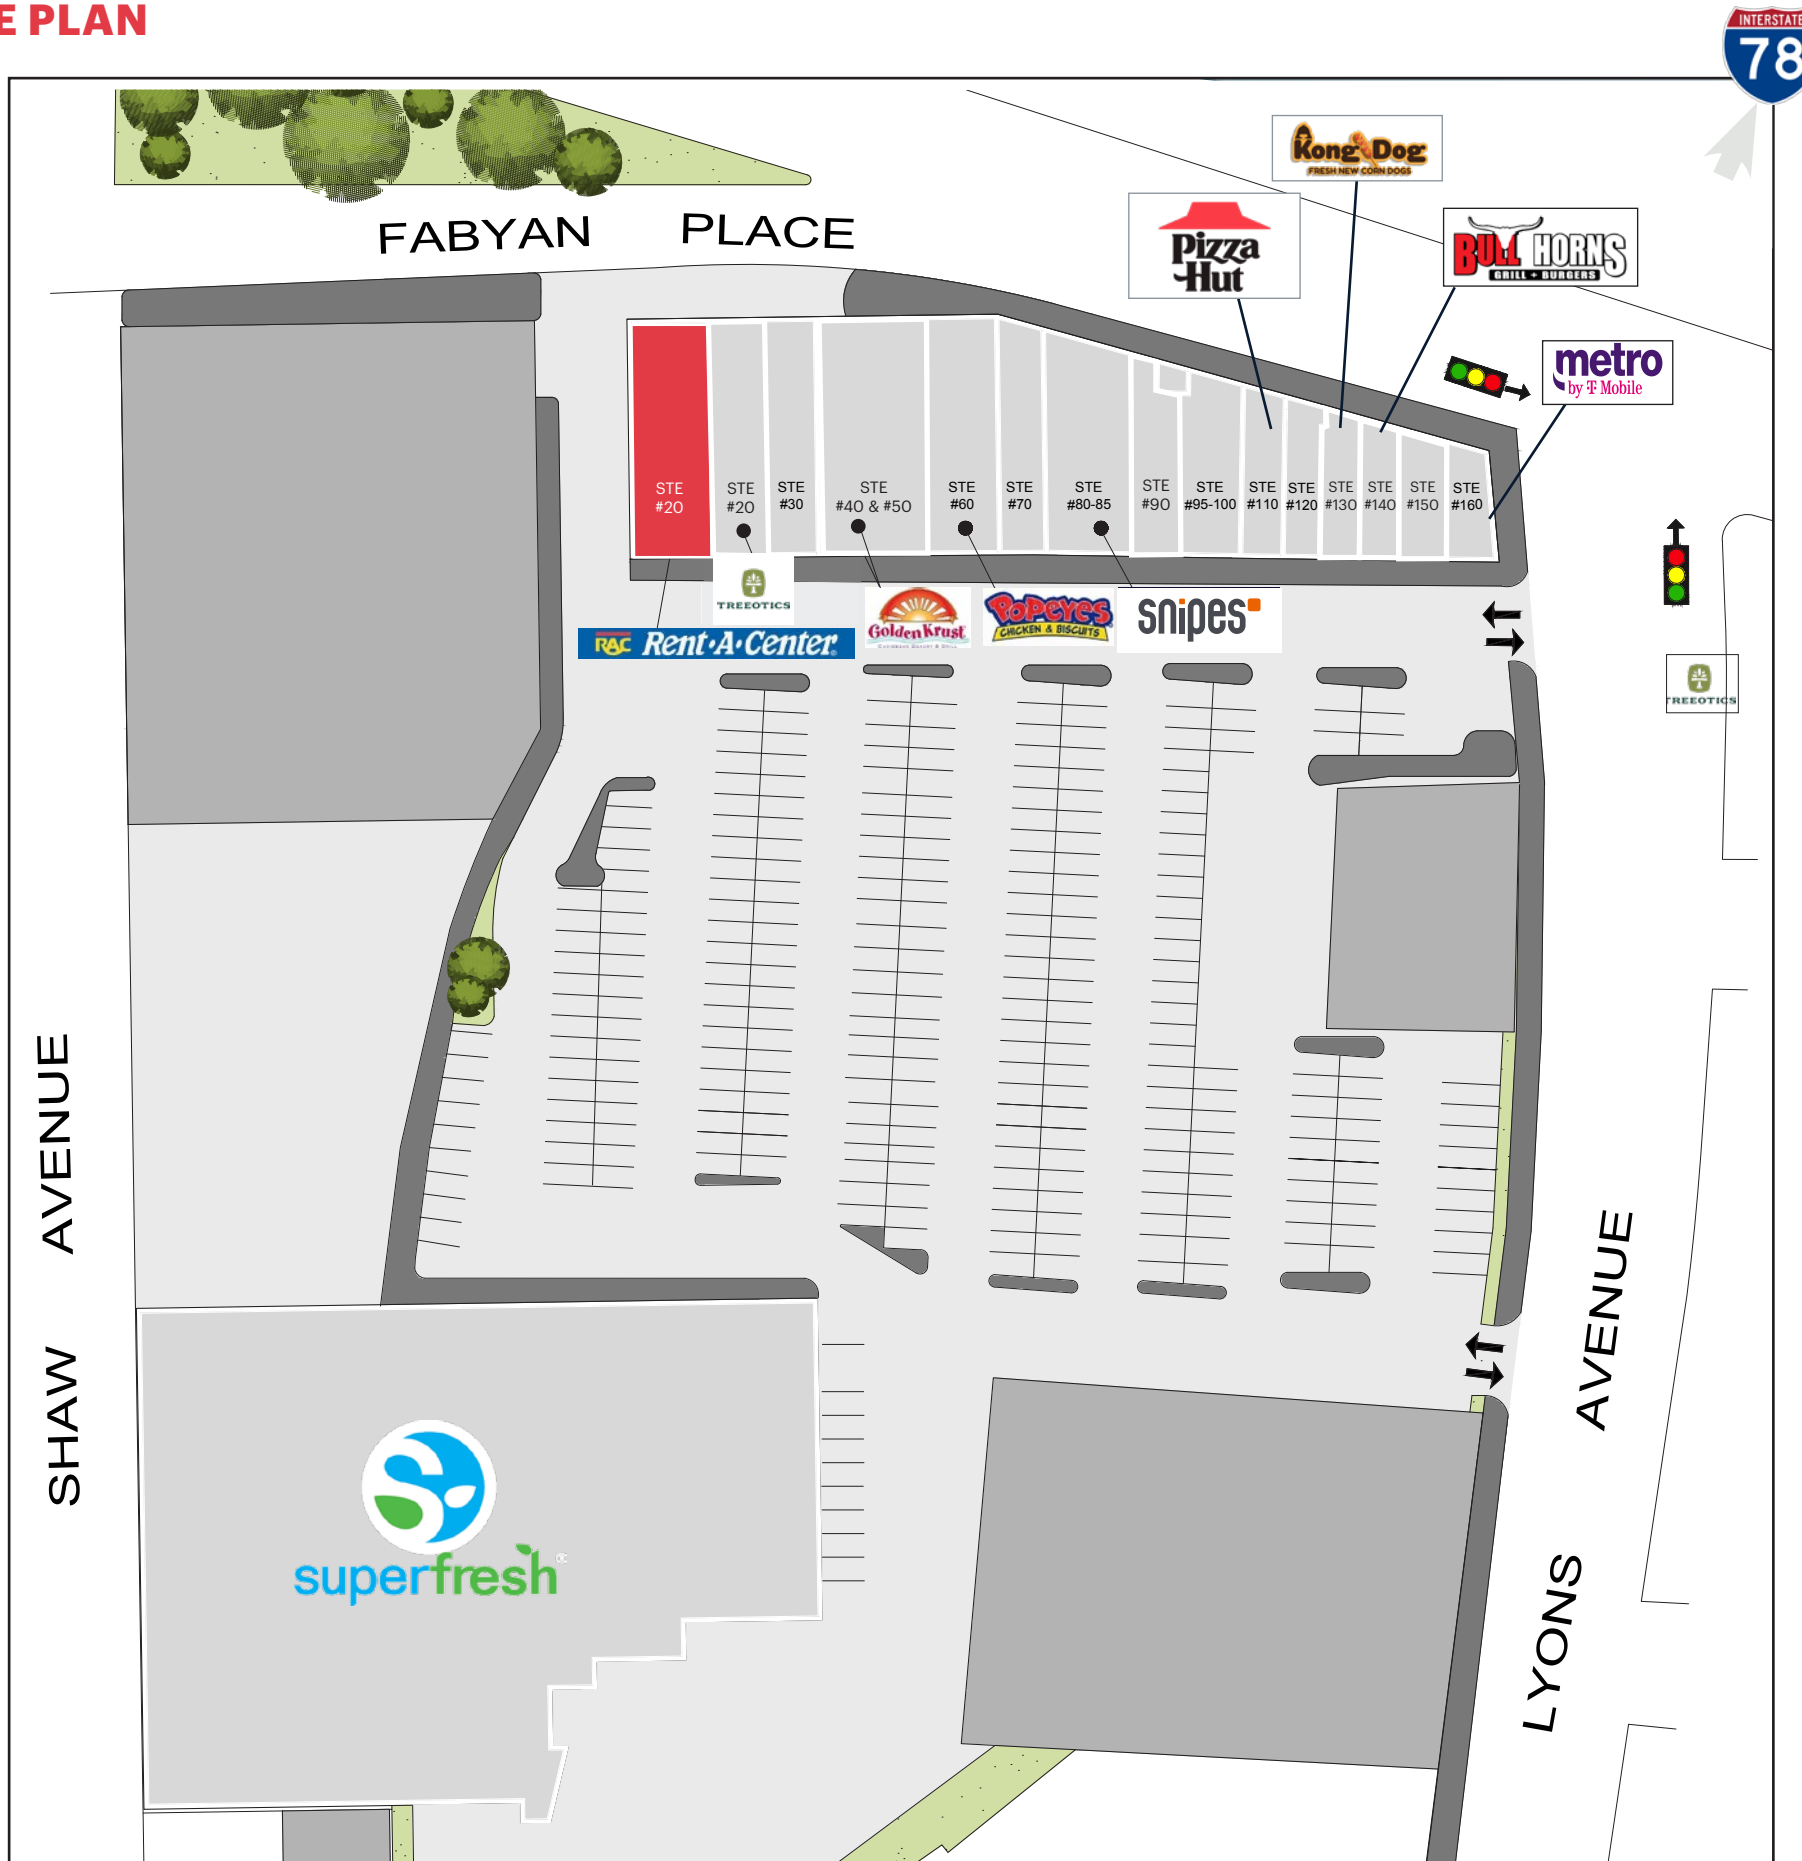 E PLAN
INTERSTATE
78
Kong Dog
FRESH NEW CORN DOGS
Pizza
Hut
BULL HORNS
GRILL + BURGERS
FABYAN PLACE
metro
by T Mobile
STE
#20
STE
#20
STE
#30
STE
#40 & #50
STE
#60
STE
#70
STE
#80-85
STE
#90
STE
#95-100
STE
#110
STE
#120
STE
#130
STE
#140
STE
#150
STE
#160
TREEOTICS
RAC Rent-A-Center
Golden Krust
POPEYES
CHICKEN & BISCUITS
snipes
TREEOTICS
SHAW AVENUE
LYONS AVENUE
superfresh